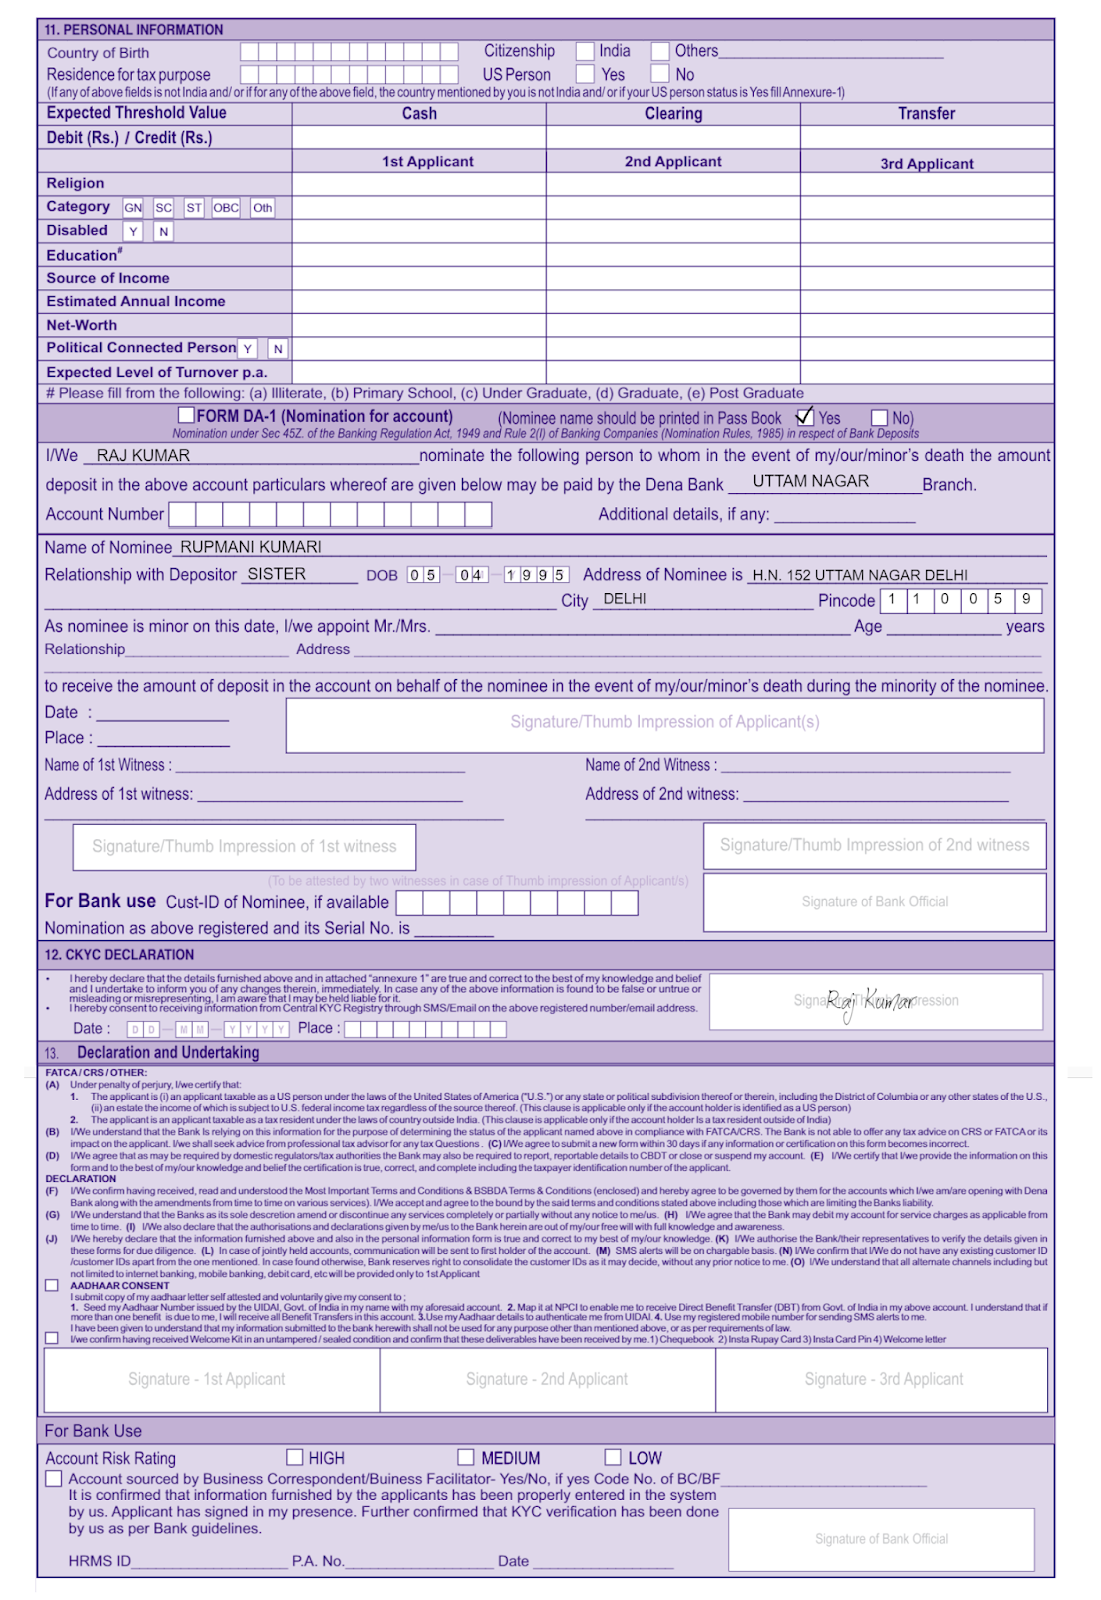 11. PERSONAL INFORMATION
Country of Birth Citizenship India Others
Residence for tax purpose US Person Yes No
(If any of above fields is not India and/ or if for any of the above field, the country mentioned by you is not India and/ or if your US person status is Yes fill Annexure-1)
Expected Threshold Value Cash Clearing Transfer
Debit (Rs.) / Credit (Rs.)
1st Applicant 2nd Applicant 3rd Applicant
Religion
Category GN SC ST OBC Oth
Disabled Y N
Education#
Source of Income
Estimated Annual Income
Net-Worth
Political Connected Person Y N
Expected Level of Turnover p.a.
# Please fill from the following: (a) Illiterate, (b) Primary School, (c) Under Graduate, (d) Graduate, (e) Post Graduate
FORM DA-1 (Nomination for account) (Nominee name should be printed in Pass Book Yes No)
Nomination under Sec 45Z. of the Banking Regulation Act, 1949 and Rule 2(I) of Banking Companies (Nomination Rules, 1985) in respect of Bank Deposits
I/We RAJ KUMAR nominate the following person to whom in the event of my/our/minor's death the amount
deposit in the above account particulars whereof are given below may be paid by the Dena Bank UTTAM NAGAR Branch.
Account Number Additional details, if any:
Name of Nominee RUPMANI KUMARI
Relationship with Depositor SISTER DOB 0 5 - 0 4 - 1 9 9 5 Address of Nominee is H.N. 152 UTTAM NAGAR DELHI
City DELHI Pincode 1 1 0 0 5 9
As nominee is minor on this date, I/we appoint Mr./Mrs. Age years
Relationship Address
to receive the amount of deposit in the account on behalf of the nominee in the event of my/our/minor's death during the minority of the nominee.
Date : Signature/Thumb Impression of Applicant(s)
Place :
Name of 1st Witness : Name of 2nd Witness :
Address of 1st witness: Address of 2nd witness:
Signature/Thumb Impression of 1st witness Signature/Thumb Impression of 2nd witness
(To be attested by two witnesses in case of Thumb impression of Applicant/s)
For Bank use Cust-ID of Nominee, if available Signature of Bank Official
Nomination as above registered and its Serial No. is
12. CKYC DECLARATION
• I hereby declare that the details furnished above and in attached "annexure 1" are true and correct to the best of my knowledge and belief
and I undertake to inform you of any changes therein, immediately. In case any of the above information is found to be false or untrue or
misleading or misrepresenting, I am aware that I may be held liable for it.
Raj Kumar
• I hereby consent to receiving information from Central KYC Registry through SMS/Email on the above registered number/email address.
Date : D D - M M - Y Y Y Y Place :
13. Declaration and Undertaking
FATCA / CRS / OTHER:
(A) Under penalty of perjury, I/we certify that:
1. The applicant is (i) an applicant taxable as a US person under the laws of the United States of America ("U.S.") or any state or political subdivision thereof or therein, including the District of Columbia or any other states of the U.S.,
(ii) an estate the income of which is subject to U.S. federal income tax regardless of the source thereof. (This clause is applicable only if the account holder is identified as a US person)
2. The applicant is an applicant taxable as a tax resident under the laws of country outside India. (This clause is applicable only if the account holder Is a tax resident outside of India)
(B) I/We understand that the Bank Is relying on this information for the purpose of determining the status of the applicant named above in compliance with FATCA/CRS. The Bank is not able to offer any tax advice on CRS or FATCA or its
impact on the applicant. I/we shall seek advice from professional tax advisor for any tax Questions . (C) I/We agree to submit a new form within 30 days if any information or certification on this form becomes incorrect.
(D) I/We agree that as may be required by domestic regulators/tax authorities the Bank may also be required to report, reportable details to CBDT or close or suspend my account. (E) I/We certify that I/we provide the information on this
form and to the best of my/our knowledge and belief the certification is true, correct, and complete including the taxpayer identification number of the applicant.
DECLARATION
(F) I/We confirm having received, read and understood the Most Important Terms and Conditions & BSBDA Terms & Conditions (enclosed) and hereby agree to be governed by them for the accounts which I/we am/are opening with Dena
Bank along with the amendments from time to time on various services). I/We accept and agree to the bound by the said terms and conditions stated above including those which are limiting the Banks liability.
(G) I/We understand that the Banks as its sole descretion amend or discontinue any services completely or partially without any notice to me/us. (H) I/We agree that the Bank may debit my account for service charges as applicable from
time to time. (I) I/We also declare that the authorisations and declarations given by me/us to the Bank herein are out of my/our free will with full knowledge and awareness.
(J) I/We hereby declare that the information furnished above and also in the personal information form is true and correct to my best of my/our knowledge. (K) I/We authorise the Bank/their representatives to verify the details given in
these forms for due diligence. (L) In case of jointly held accounts, communication will be sent to first holder of the account. (M) SMS alerts will be on chargable basis. (N) I/We confirm that I/We do not have any existing customer ID
/customer IDs apart from the one mentioned. In case found otherwise, Bank reserves right to consolidate the customer IDs as it may decide, without any prior notice to me. (O) I/We understand that all alternate channels including but
not limited to internet banking, mobile banking, debit card, etc will be provided only to 1st Applicant
AADHAAR CONSENT
I submit copy of my aadhaar letter self attested and voluntarily give my consent to ;
1. Seed my Aadhaar Number issued by the UIDAI, Govt. of India in my name with my aforesaid account. 2. Map it at NPCI to enable me to receive Direct Benefit Transfer (DBT) from Govt. of India in my above account. I understand that if
more than one benefit is due to me, I will receive all Benefit Transfers in this account. 3.Use my Aadhaar details to authenticate me from UIDAI. 4. Use my registered mobile number for sending SMS alerts to me.
I have been given to understand that my information submitted to the bank herewith shall not be used for any purpose other than mentioned above, or as per requirements of law.
I/we confirm having received Welcome Kit in an untampered / sealed condition and confirm that these deliverables have been received by me.1) Chequebook 2) Insta Rupay Card 3) Insta Card Pin 4) Welcome letter
Signature - 1st Applicant Signature - 2nd Applicant Signature - 3rd Applicant
For Bank Use
Account Risk Rating HIGH MEDIUM LOW
Account sourced by Business Correspondent/Buiness Facilitator- Yes/No, if yes Code No. of BC/BF
It is confirmed that information furnished by the applicants has been properly entered in the system
by us. Applicant has signed in my presence. Further confirmed that KYC verification has been done
by us as per Bank guidelines.
Signature of Bank Official
HRMS ID P.A. No. Date